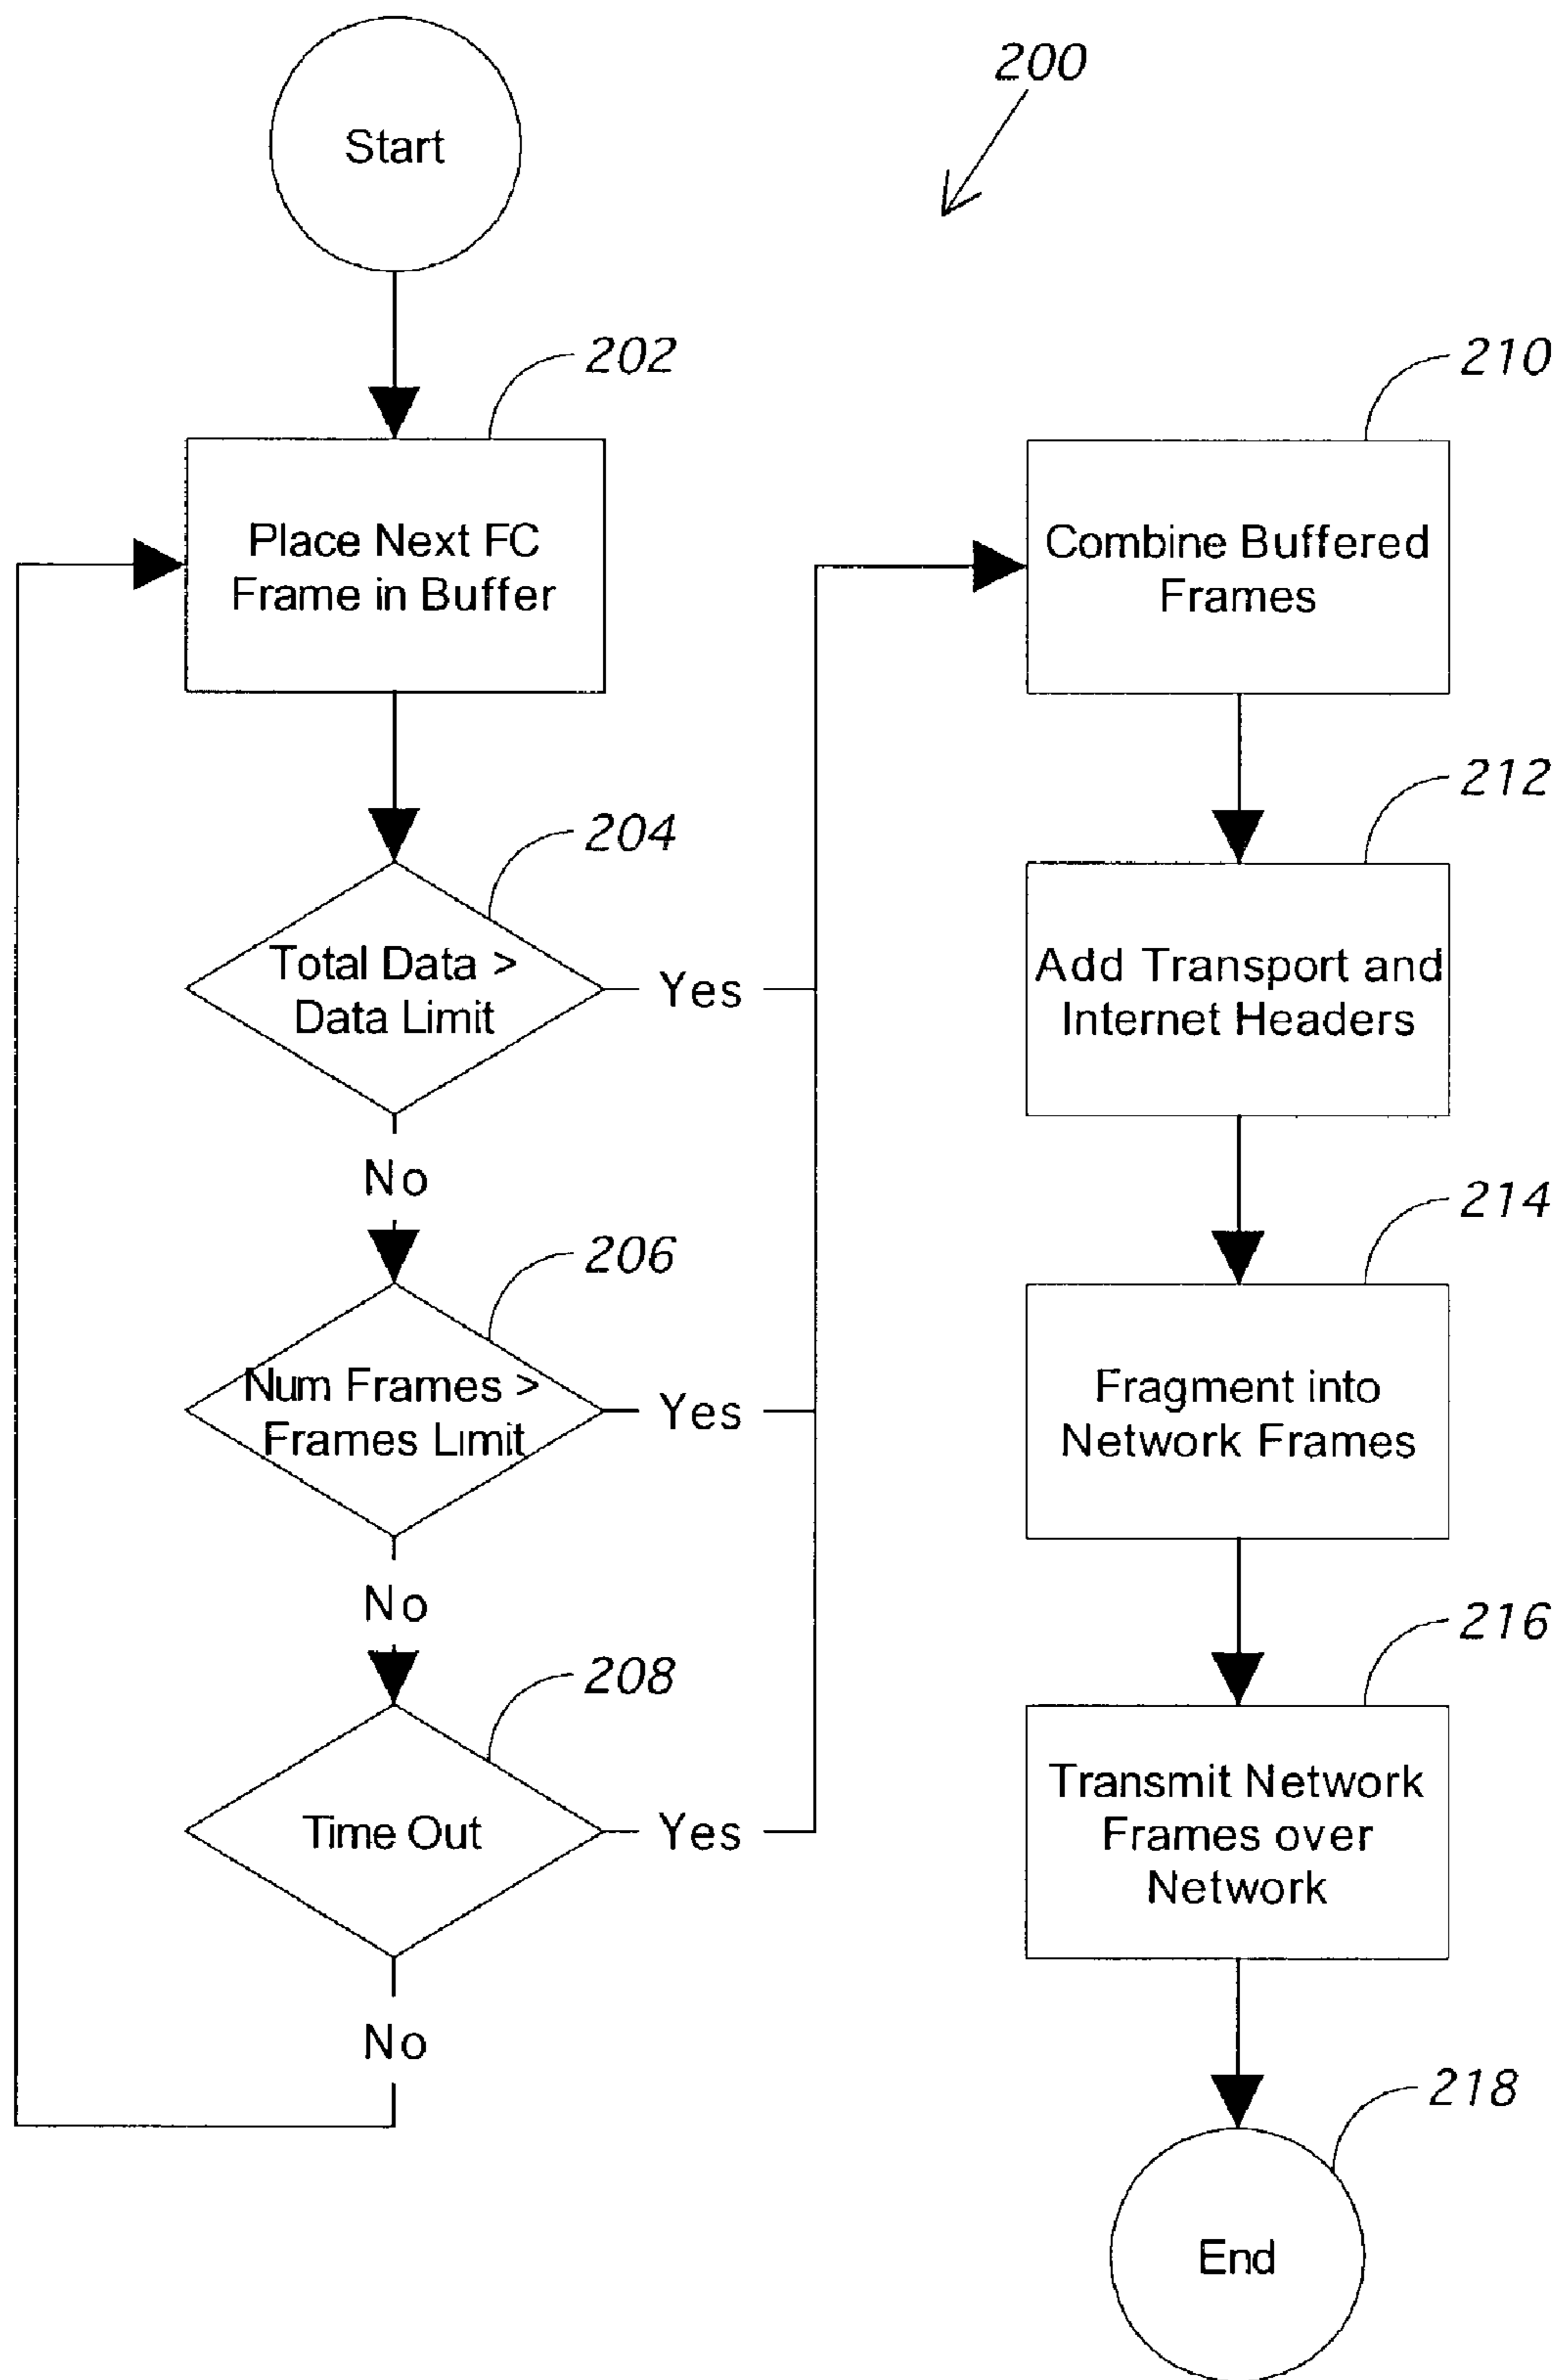 Start
200
202
Place Next FC
Frame in Buffer
204
Total Data >
Data Limit
Yes
No
206
Num Frames >
Frames Limit
Yes
No
208
Time Out
Yes
No
210
Combine Buffered
Frames
212
Add Transport and
Internet Headers
214
Fragment into
Network Frames
216
Transmit Network
Frames over
Network
218
End